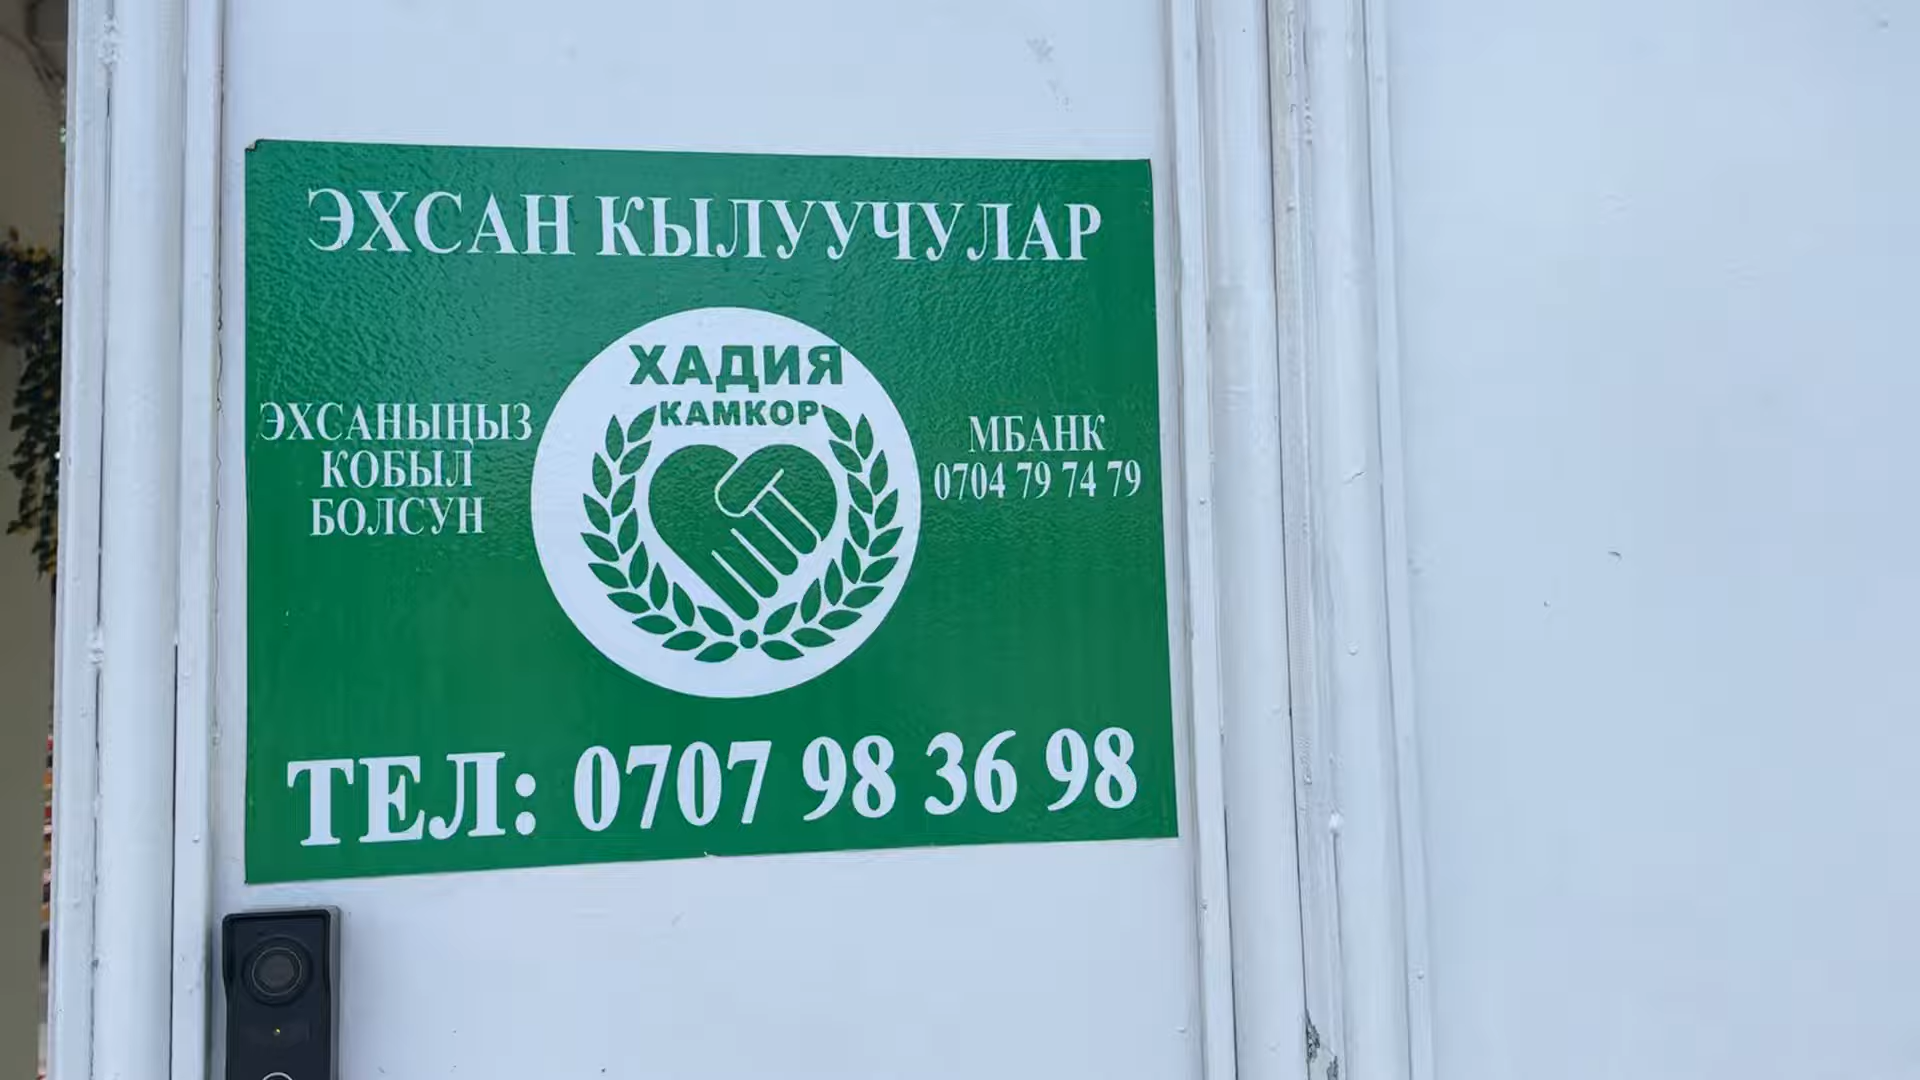 ЭХСАН КЫЛУУЧУЛАР
ХАДИЯ
КАМКОР
ЭХСАНЫҢЫЗ
КОБЫЛ
БОЛСУН
МБАНК
0704 79 74 79
ТЕЛ: 0707 98 36 98